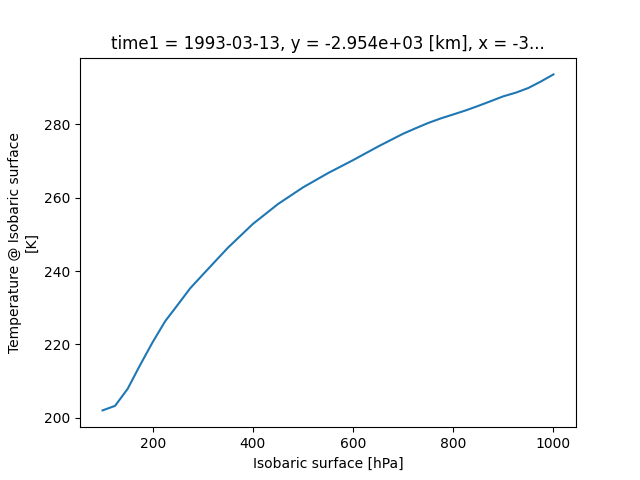 time1 = 1993-03-13, y = -2.954e+03 [km], x = -3...
280
260
240
220
200
Temperature @ Isobaric surface
[K]
200 400 600 800 1000
Isobaric surface [hPa]